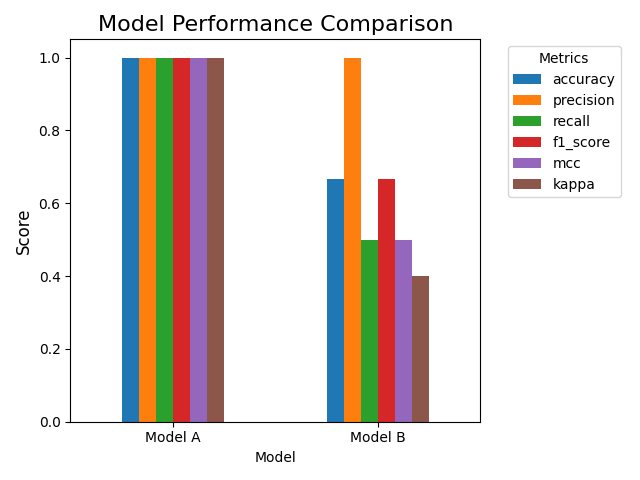 Model Performance Comparison
Score
1.0
0.8
0.6
0.4
0.2
0.0
Model A
Model B
Model
Metrics
accuracy
precision
recall
f1_score
mcc
kappa